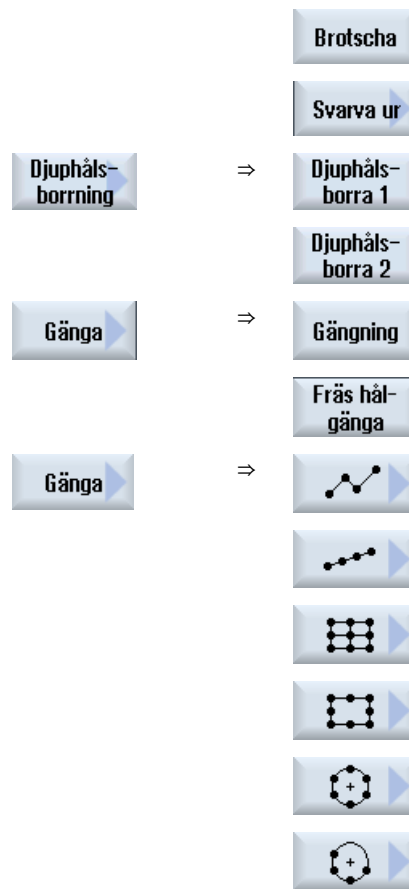 Brotscha
Svarva ur
Djuphåls-
borrning
⇒
Djuphåls-
borra 1
Djuphåls-
borra 2
Gänga
⇒
Gängning
Fräs hål-
gänga
Gänga
⇒